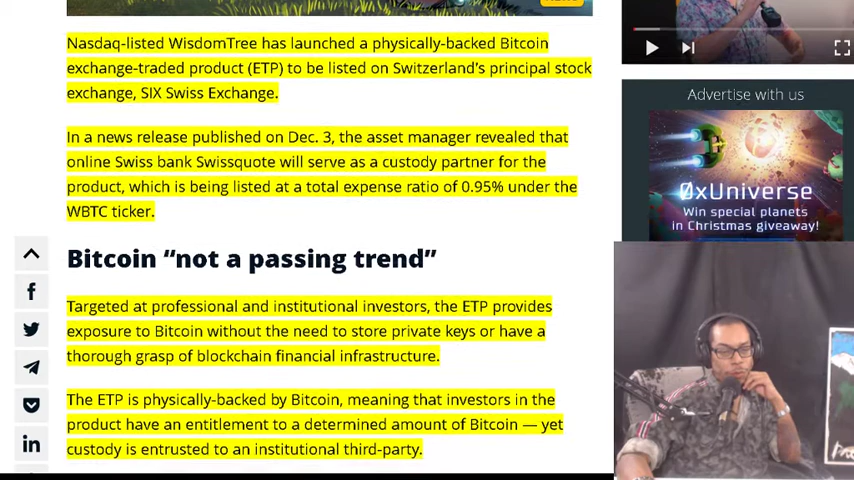 Nasdaq-listed WisdomTree has launched a physically-backed Bitcoin
exchange-traded product (ETP) to be listed on Switzerland's principal stock
exchange, SIX Swiss Exchange.
In a news release published on Dec. 3, the asset manager revealed that
online Swiss bank Swissquote will serve as a custody partner for the
product, which is being listed at a total expense ratio of 0.95% under the
WBTC ticker.
Bitcoin “not a passing trend”
Targeted at professional and institutional investors, the ETP provides
exposure to Bitcoin without the need to store private keys or have a
thorough grasp of blockchain financial infrastructure.
The ETP is physically-backed by Bitcoin, meaning that investors in the
product have an entitlement to a determined amount of Bitcoin — yet
custody is entrusted to an institutional third-party.
Advertise with us
0xUniverse
Win special planets
in Christmas giveaway!